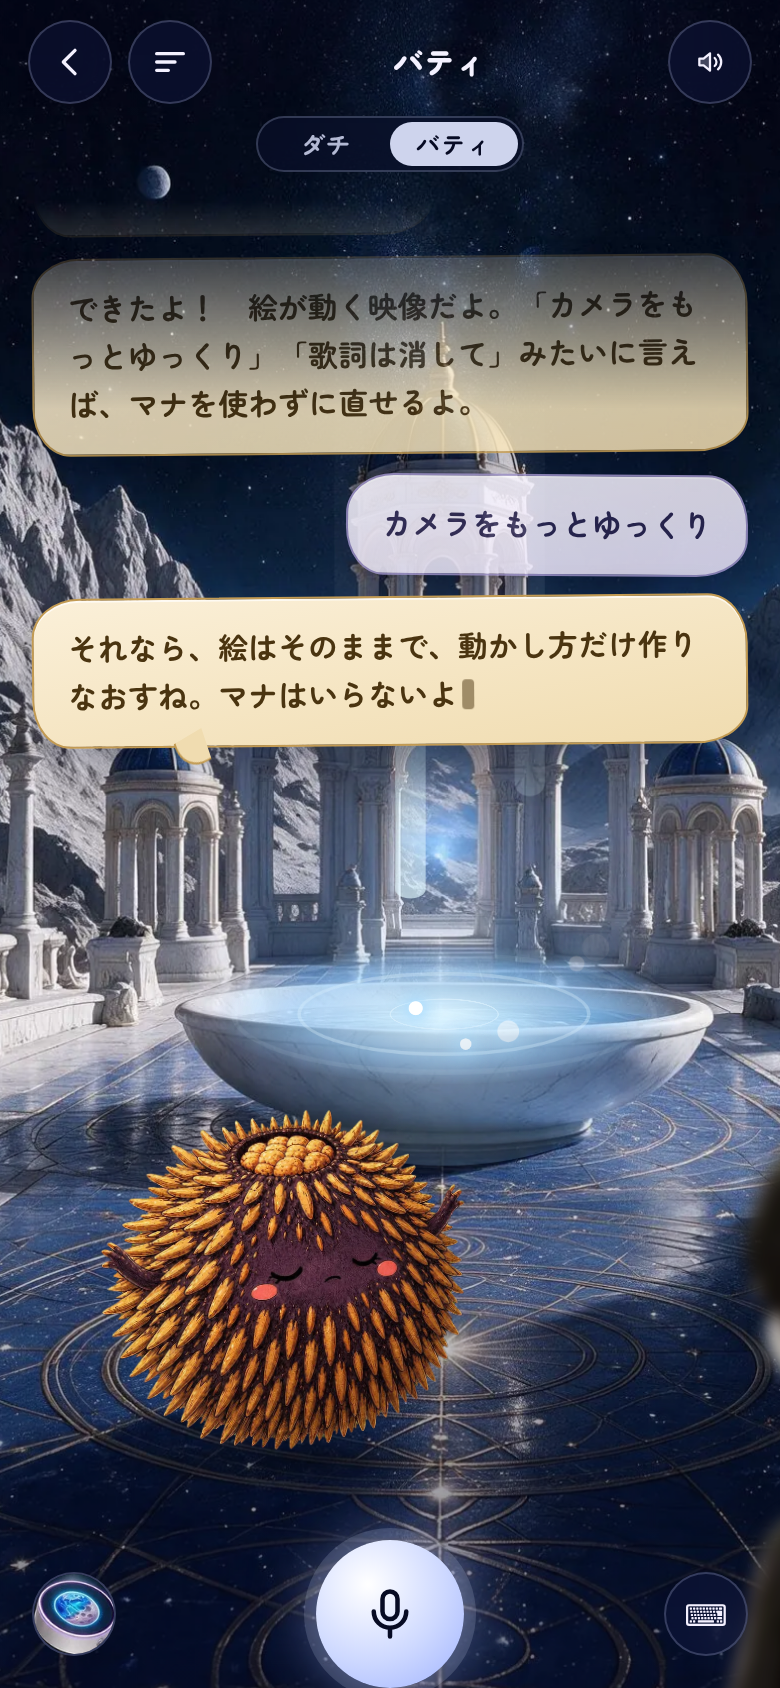 バティ
ダチ
バティ
できたよ！　絵が動く映像だよ。「カメラをも
っとゆっくり」「歌詞は消して」みたいに言え
ば、マナを使わずに直せるよ。
カメラをもっとゆっくり
それなら、絵はそのままで、動かし方だけ作り
なおすね。マナはいらないよ